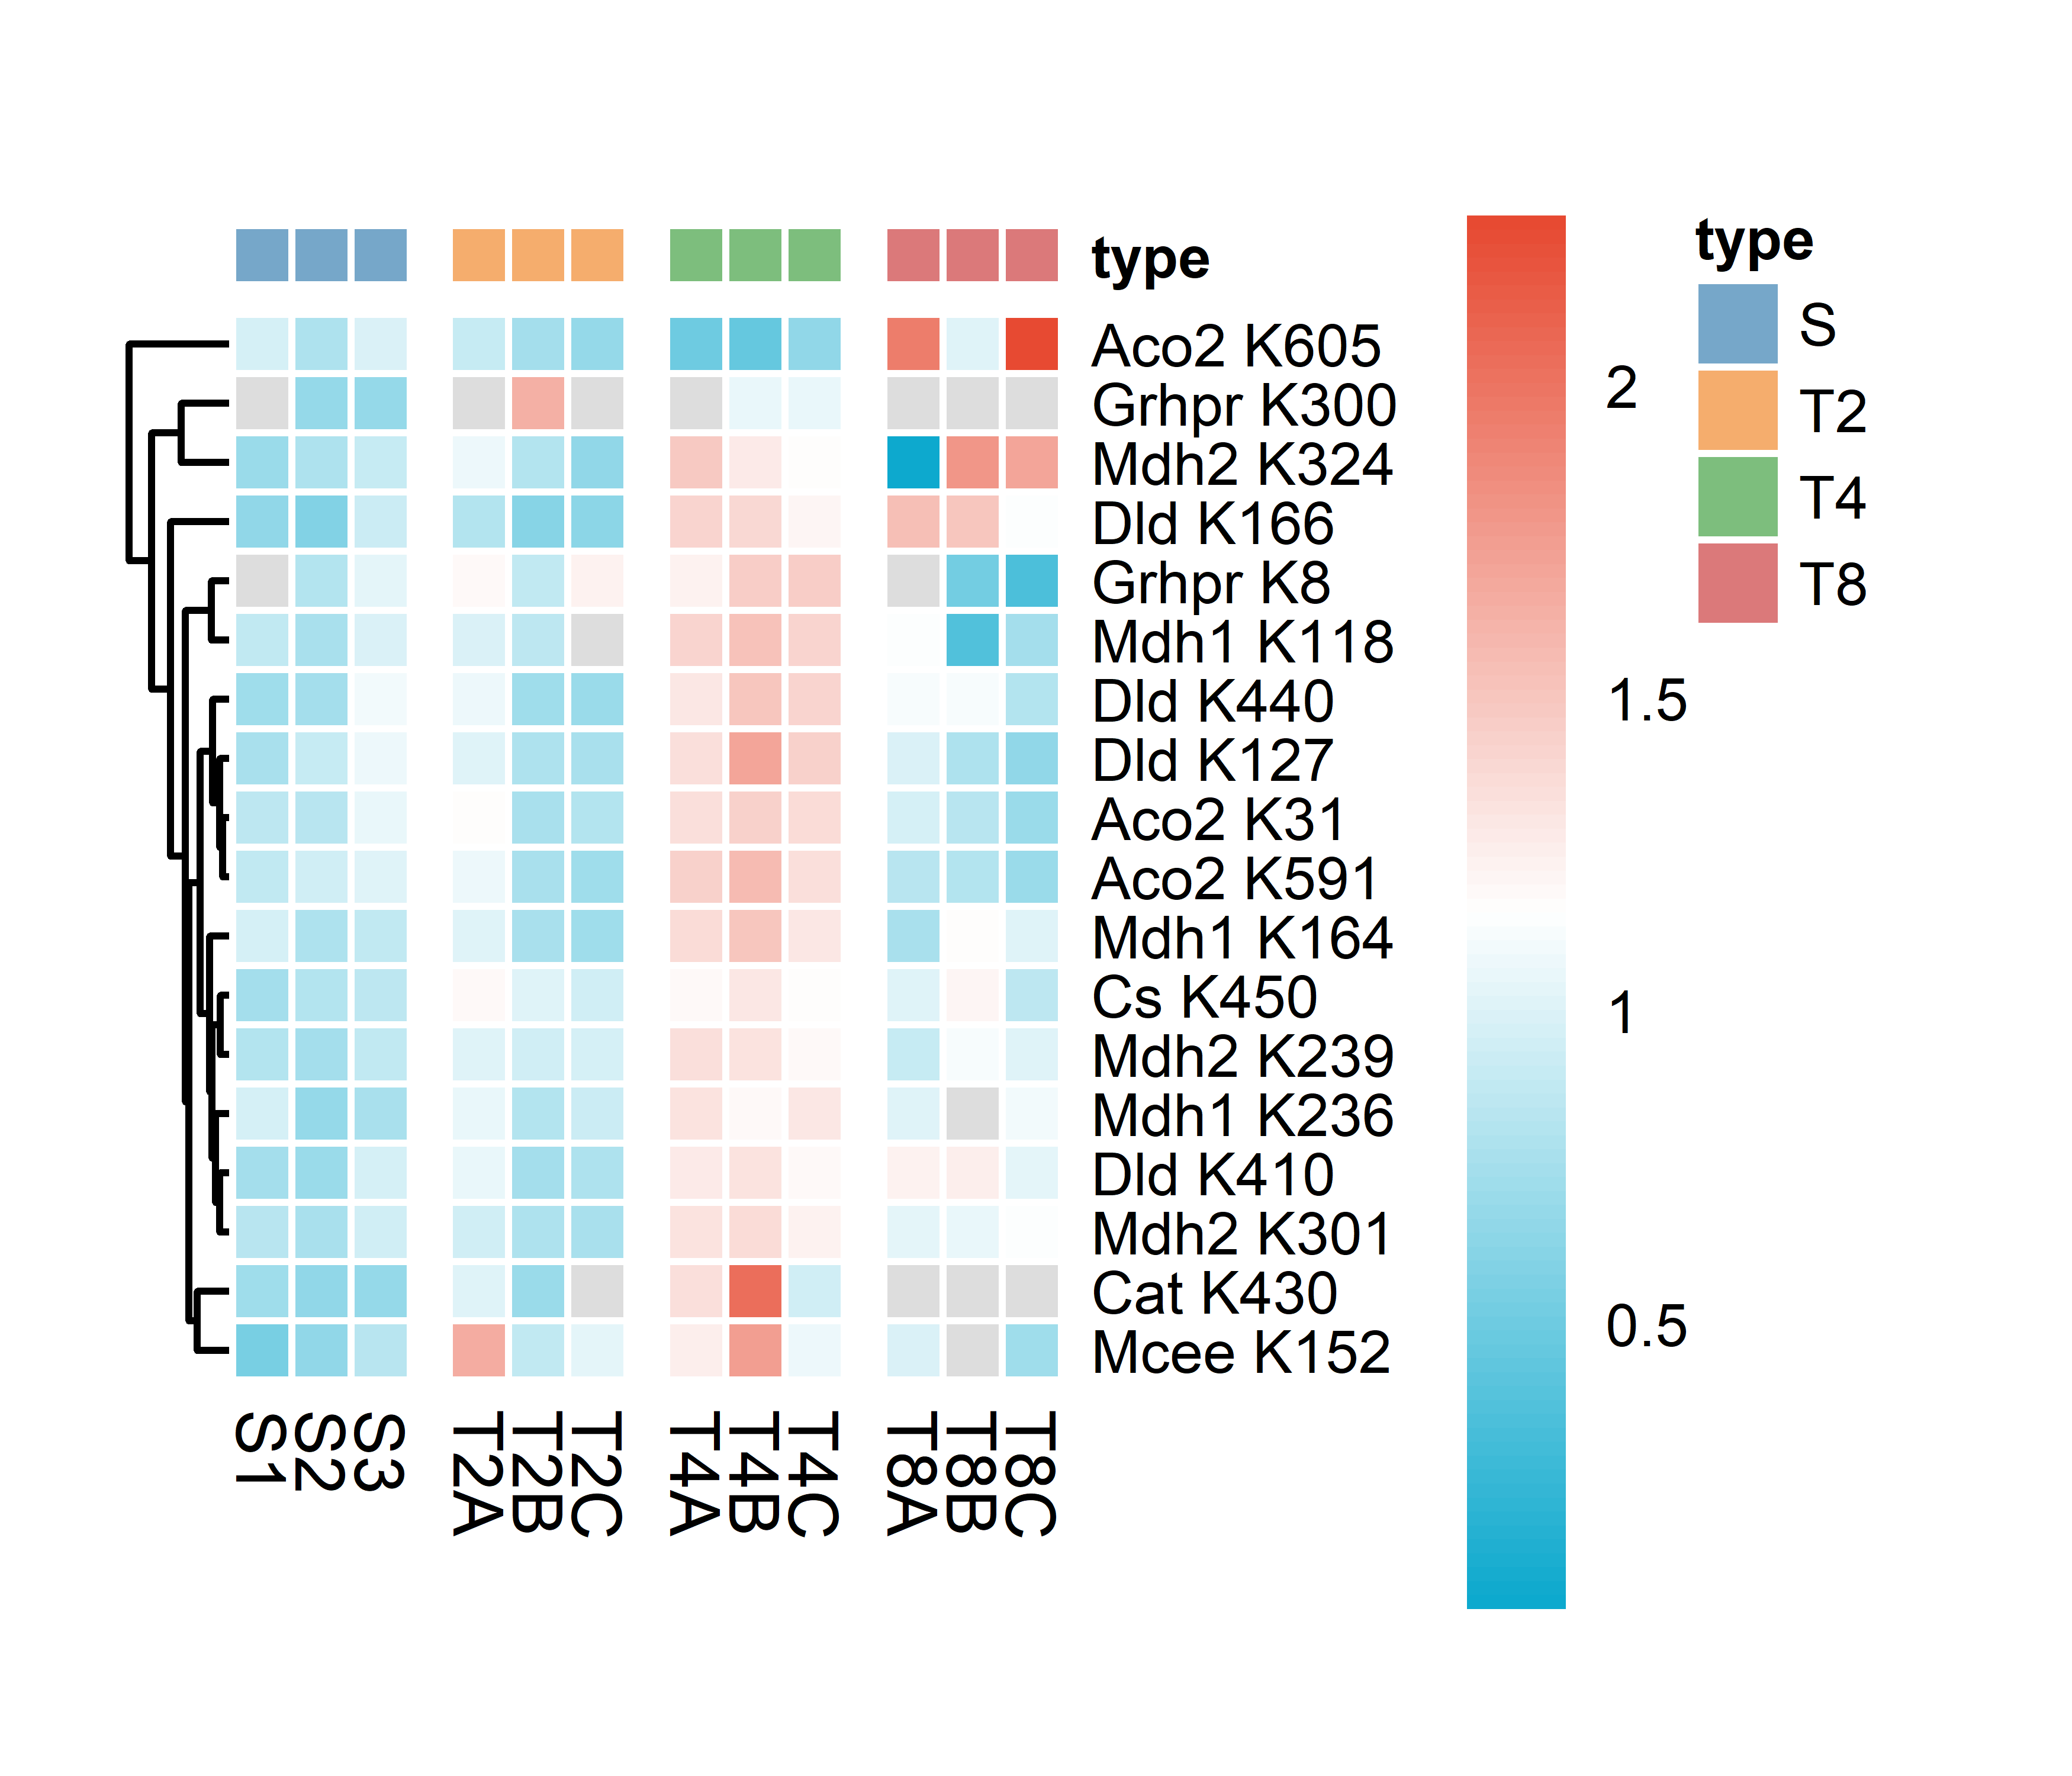 type
Aco2 K605
Grhpr K300
Mdh2 K324
Dld K166
Grhpr K8
Mdh1 K118
Dld K440
Dld K127
Aco2 K31
Aco2 K591
Mdh1 K164
Cs K450
Mdh2 K239
Mdh1 K236
Dld K410
Mdh2 K301
Cat K430
Mcee K152
S1
S2
S3
T2A
T2B
T2C
T4A
T4B
T4C
T8A
T8B
T8C
2
1.5
1
0.5
type
S
T2
T4
T8